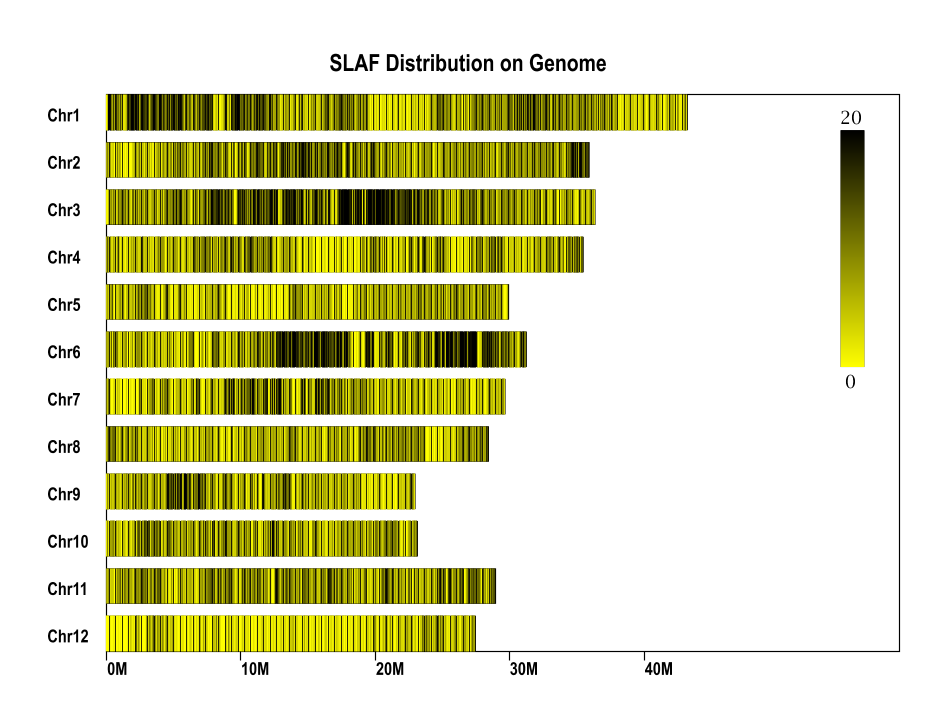 SLAF Distribution on Genome
Chr1
20
Chr2
Chr3
Chr4
Chr5
Chr6
0
Chr7
Chr8
Chr9
Chr10
Chr11
Chr12
0M 10M 20M 30M 40M